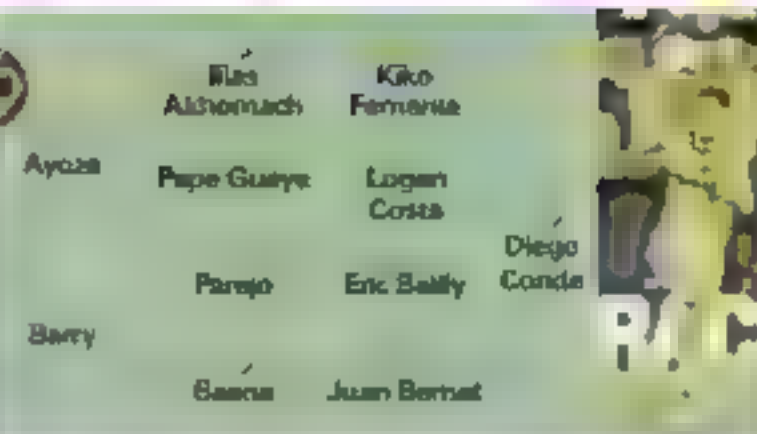 Ilias
Akhomach
Kiko
Femenia
Ayoze
Pape Gueye
Logan
Costa
Diego
Conde
Parejo
Eric Bailly
Barry
Baena
Juan Bernat